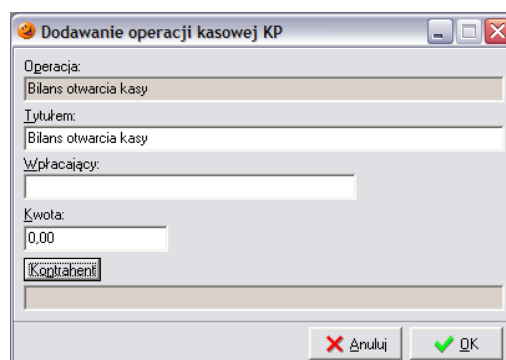 Dodawanie operacji kasowej KP
Operacja:
Bilans otwarcia kasy
Tytułem:
Bilans otwarcia kasy
Wpłacający:
Kwota:
0,00
Kontrahent
Anuluj OK